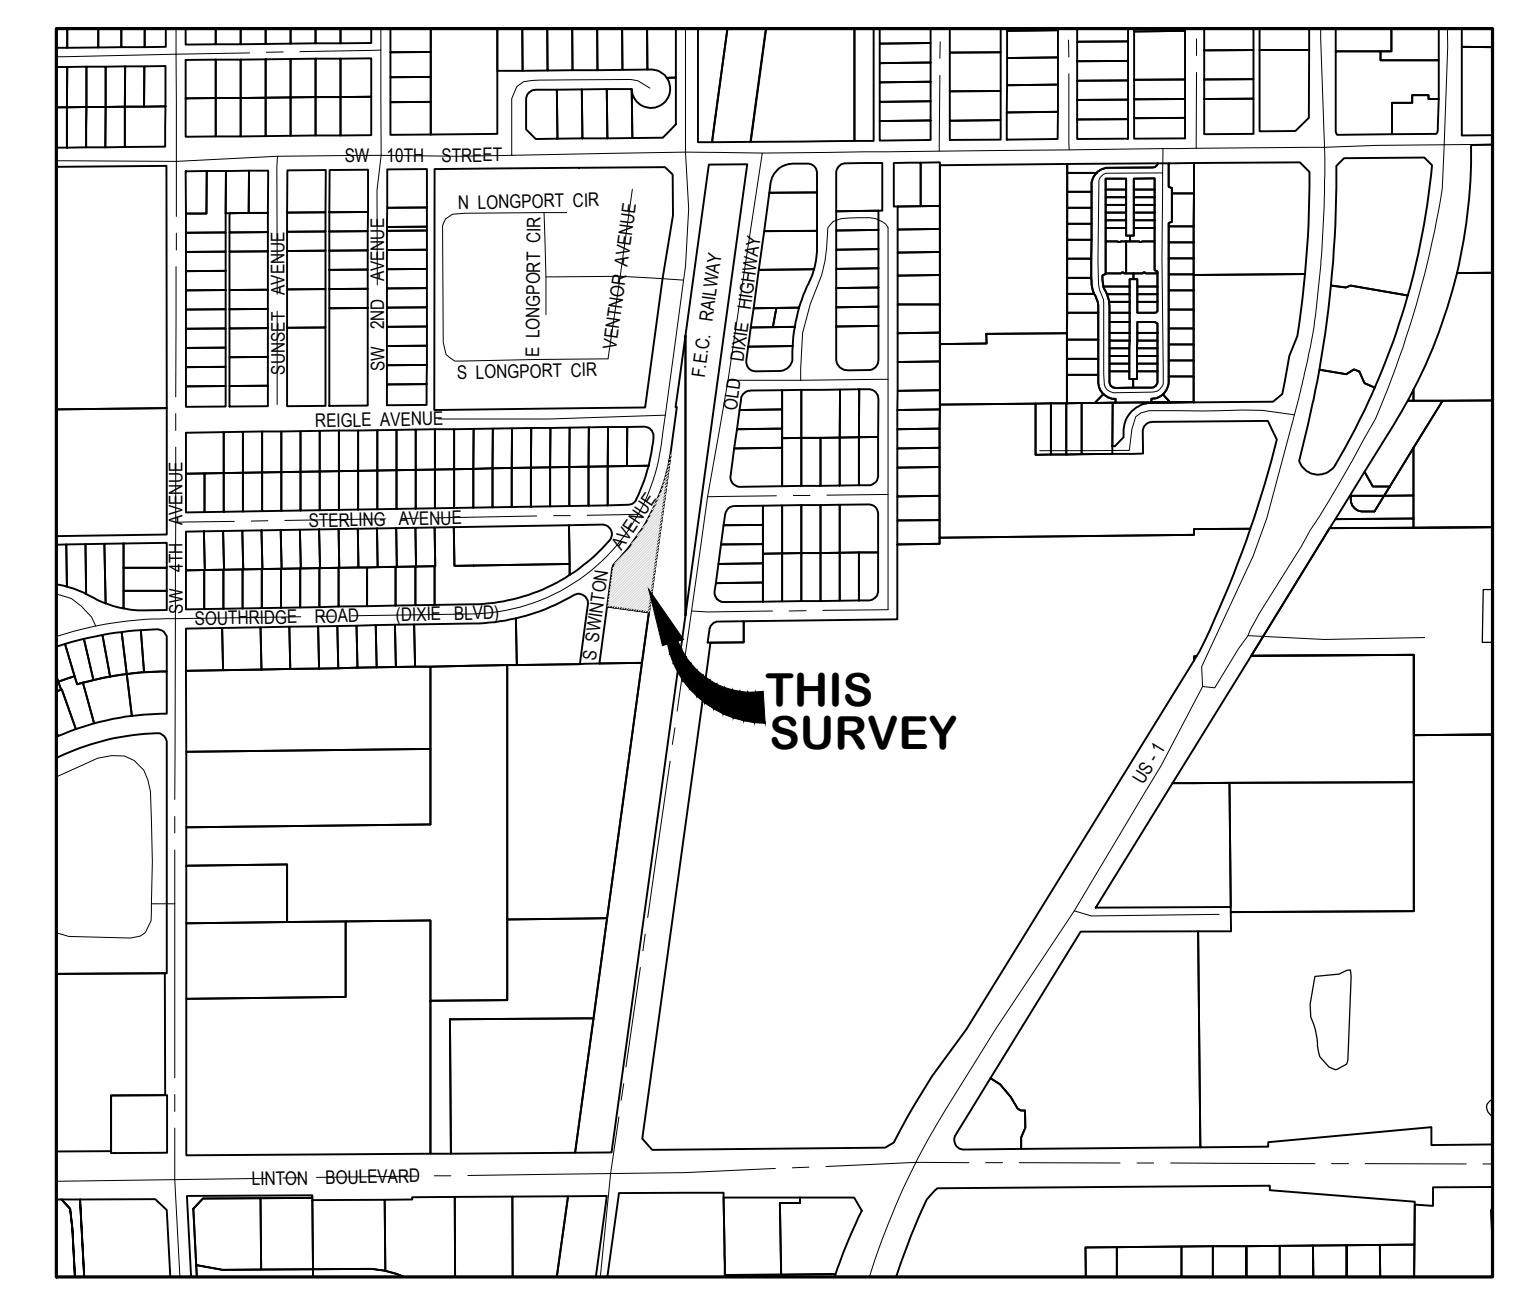 SW 10TH STREET
N LONGPORT CIR
E LONGPORT CIR
VENTNOR AVENUE
SUNSET AVENUE
SW 2ND AVENUE
F.E.C. RAILWAY
OLD DIXIE HIGHWAY
S LONGPORT CIR
REIGLE AVENUE
SW 4TH AVENUE
STERLING AVENUE
S SWINTON AVENUE
SOUTHRIDGE ROAD (DIXIE BLVD)
THIS
SURVEY
US - 1
LINTON BOULEVARD